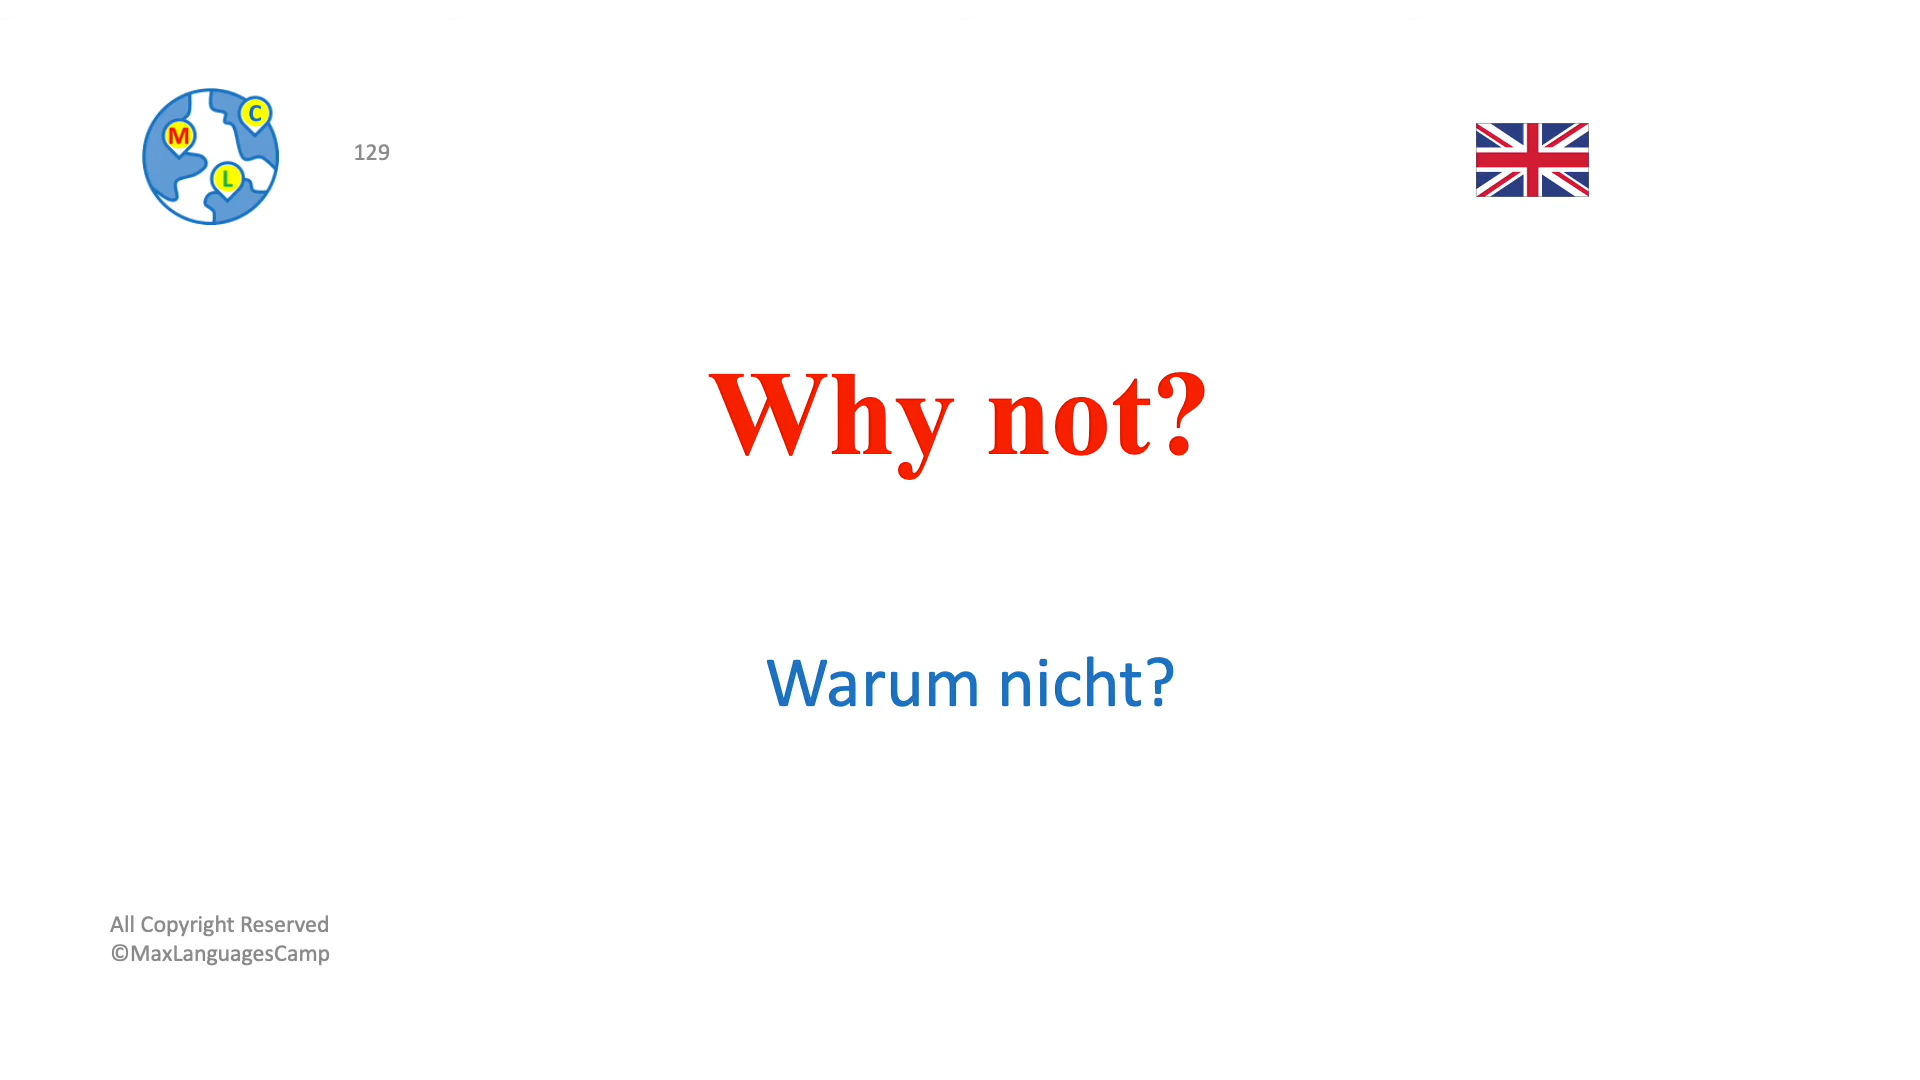 M
C
L
129
Why not?
Warum nicht?
All Copyright Reserved
©MaxLanguagesCamp